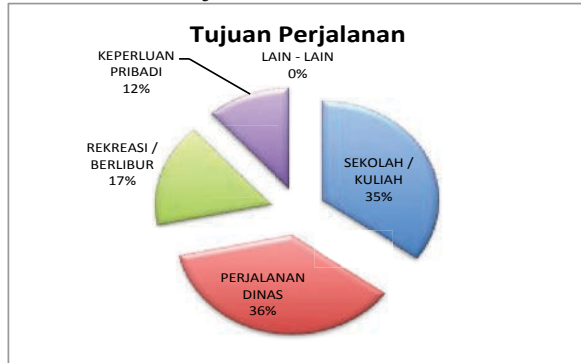 Tujuan Perjalanan
KEPERLUAN
PRIBADI
12%
LAIN - LAIN
0%
REKREASI /
BERLIBUR
17%
SEKOLAH /
KULIAH
35%
PERJALANAN
DINAS
36%